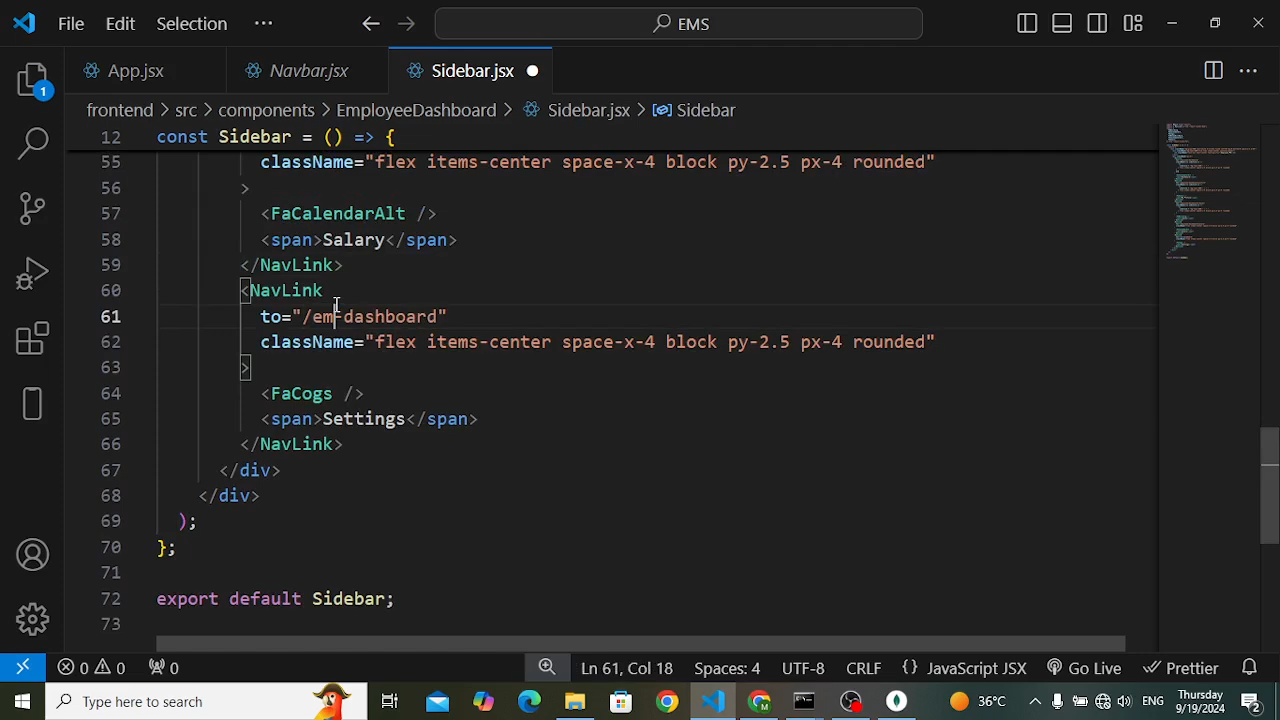 File Edit Selection ··· EMS
App.jsx Navbar.jsx Sidebar.jsx
frontend > src > components > EmployeeDashboard > Sidebar.jsx > Sidebar
12 const Sidebar = () => {
55 className="flex items-center space-x-4 block py-2.5 px-4 rounded"
56 >
57 <FaCalendarAlt />
58 <span>Salary</span>
59 </NavLink>
60 <NavLink
61 to="/em-dashboard"
62 className="flex items-center space-x-4 block py-2.5 px-4 rounded"
63 >
64 <FaCogs />
65 <span>Settings</span>
66 </NavLink>
67 </div>
68 </div>
69 );
70 };
71
72 export default Sidebar;
73
1
0 0 0 Ln 61, Col 18 Spaces: 4 UTF-8 CRLF {} JavaScript JSX Go Live Prettier
Type here to search 36°C ENG Thursday 9/19/2024 2